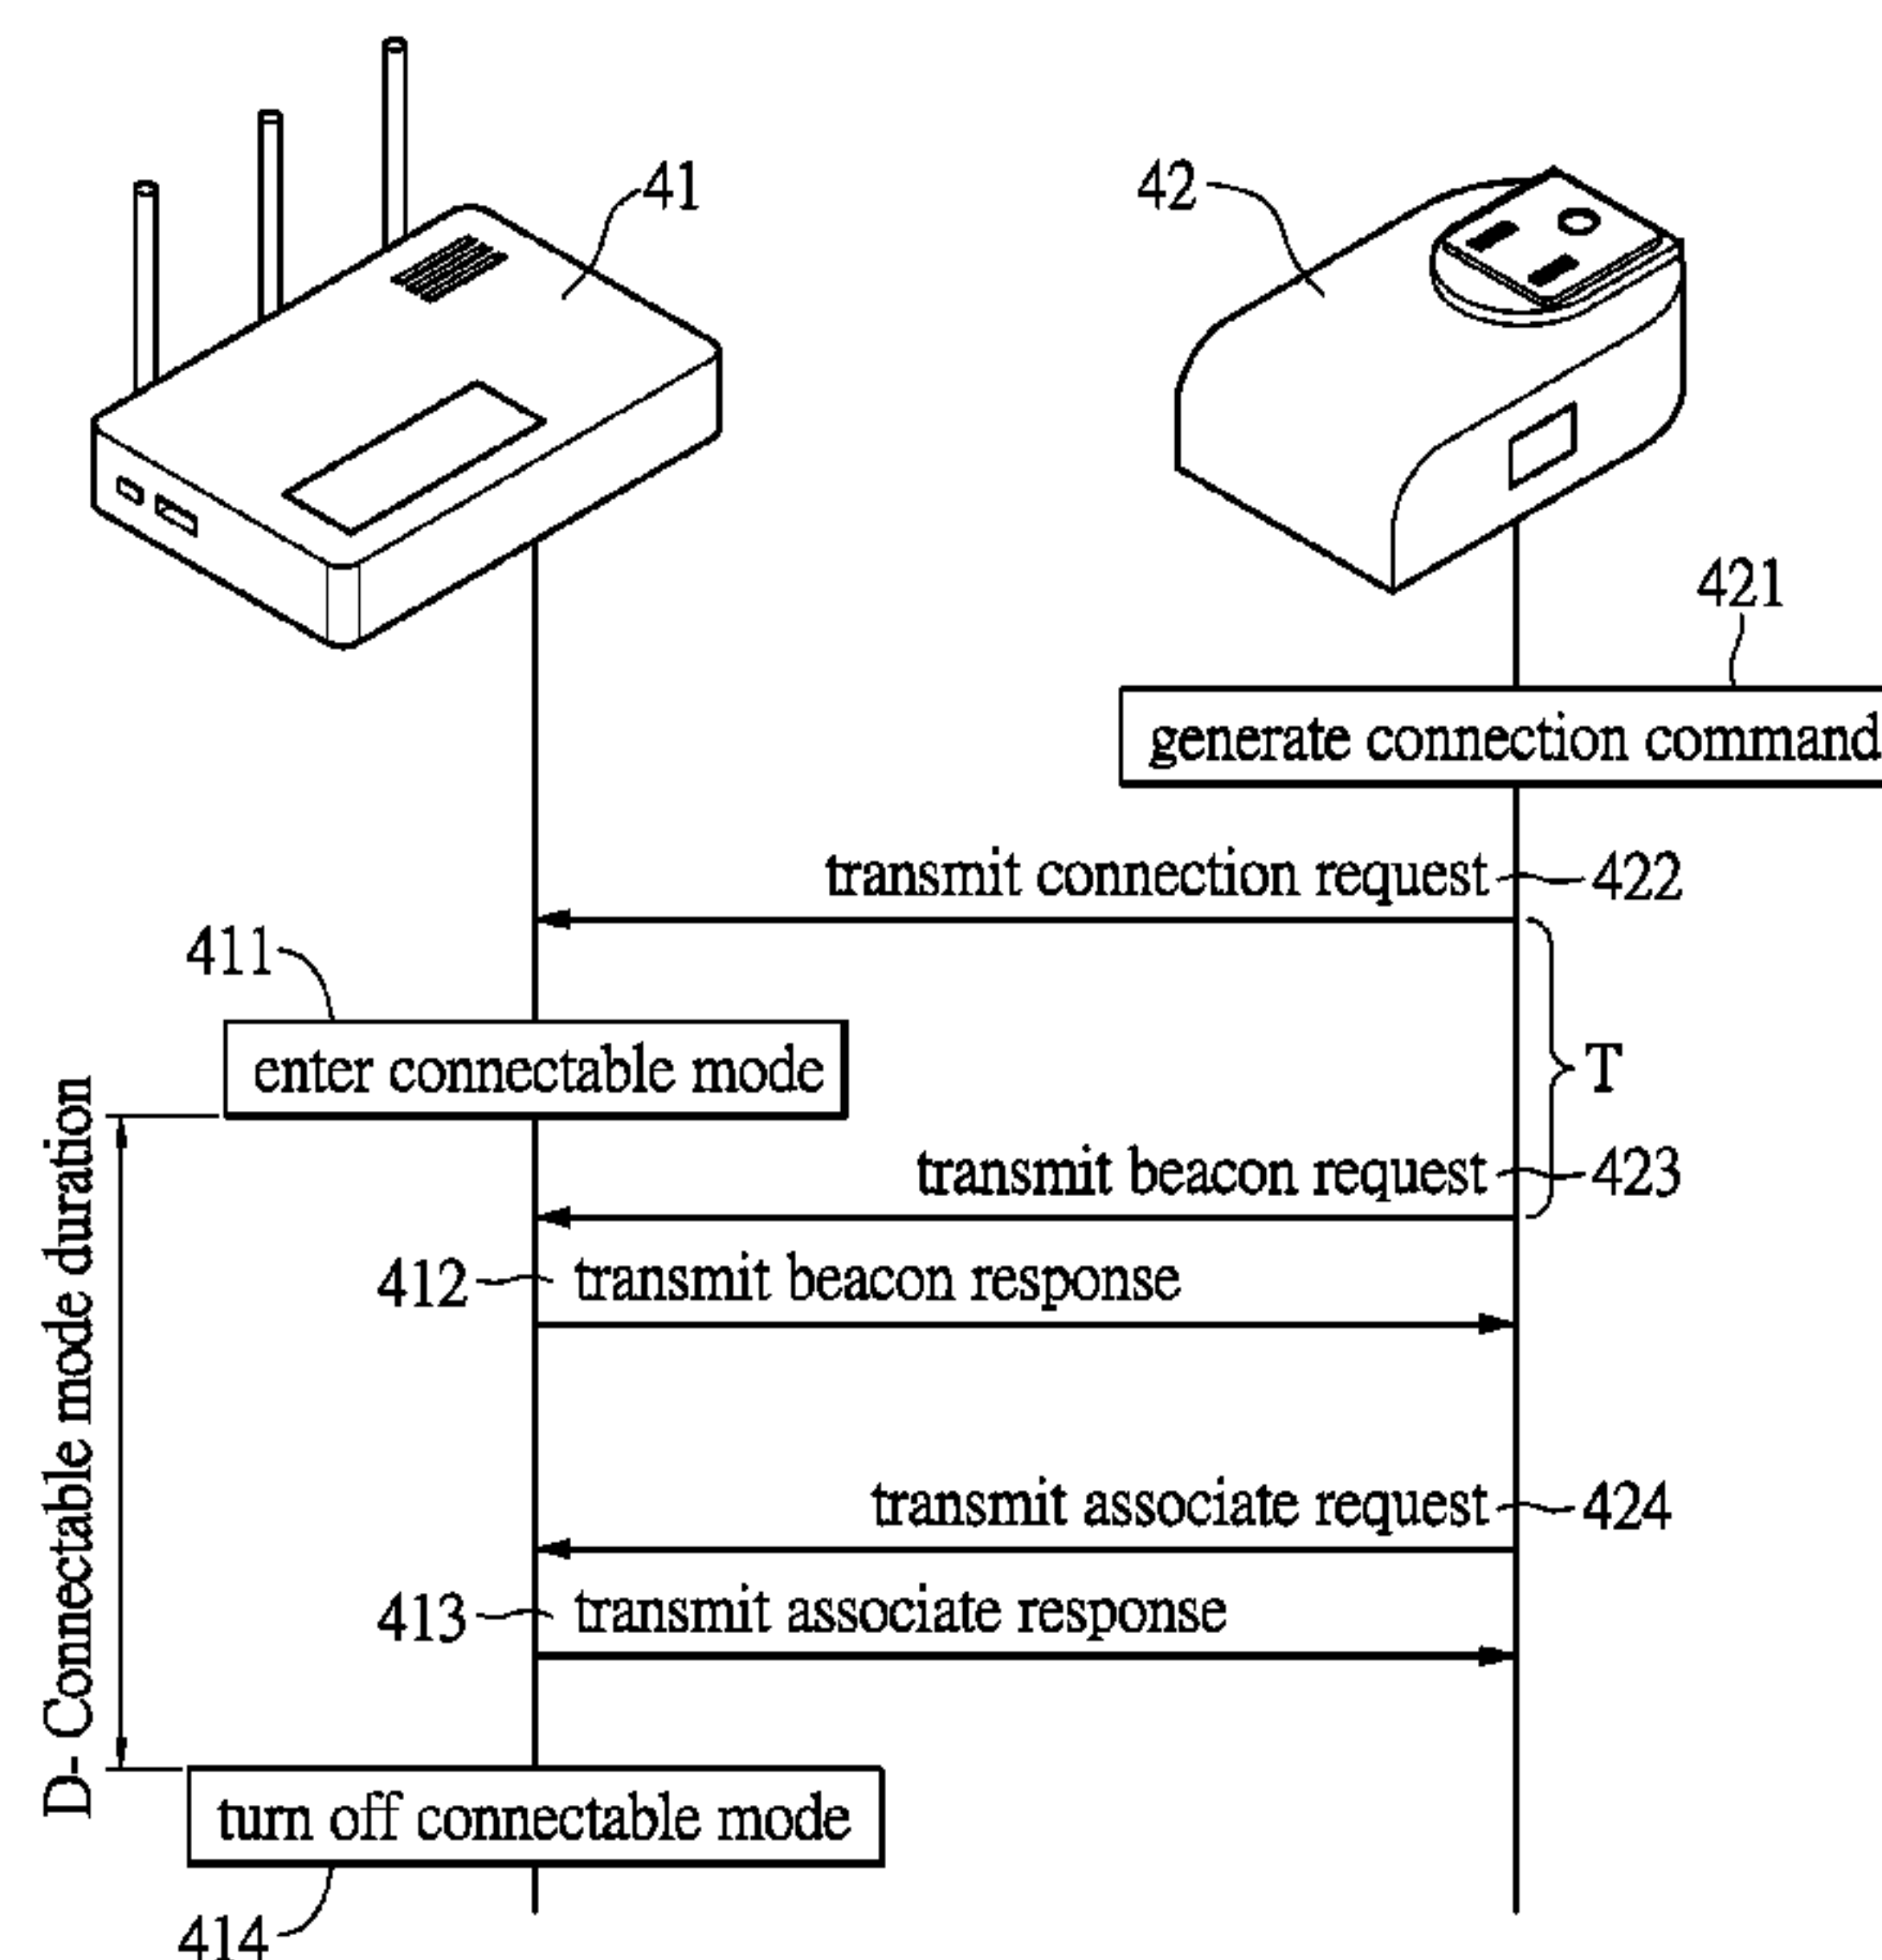 41
42
421
generate connection command
transmit connection request 422
411
enter connectable mode
T
transmit beacon request 423
412 transmit beacon response
D- Connectable mode duration
transmit associate request 424
413 transmit associate response
turn off connectable mode
414